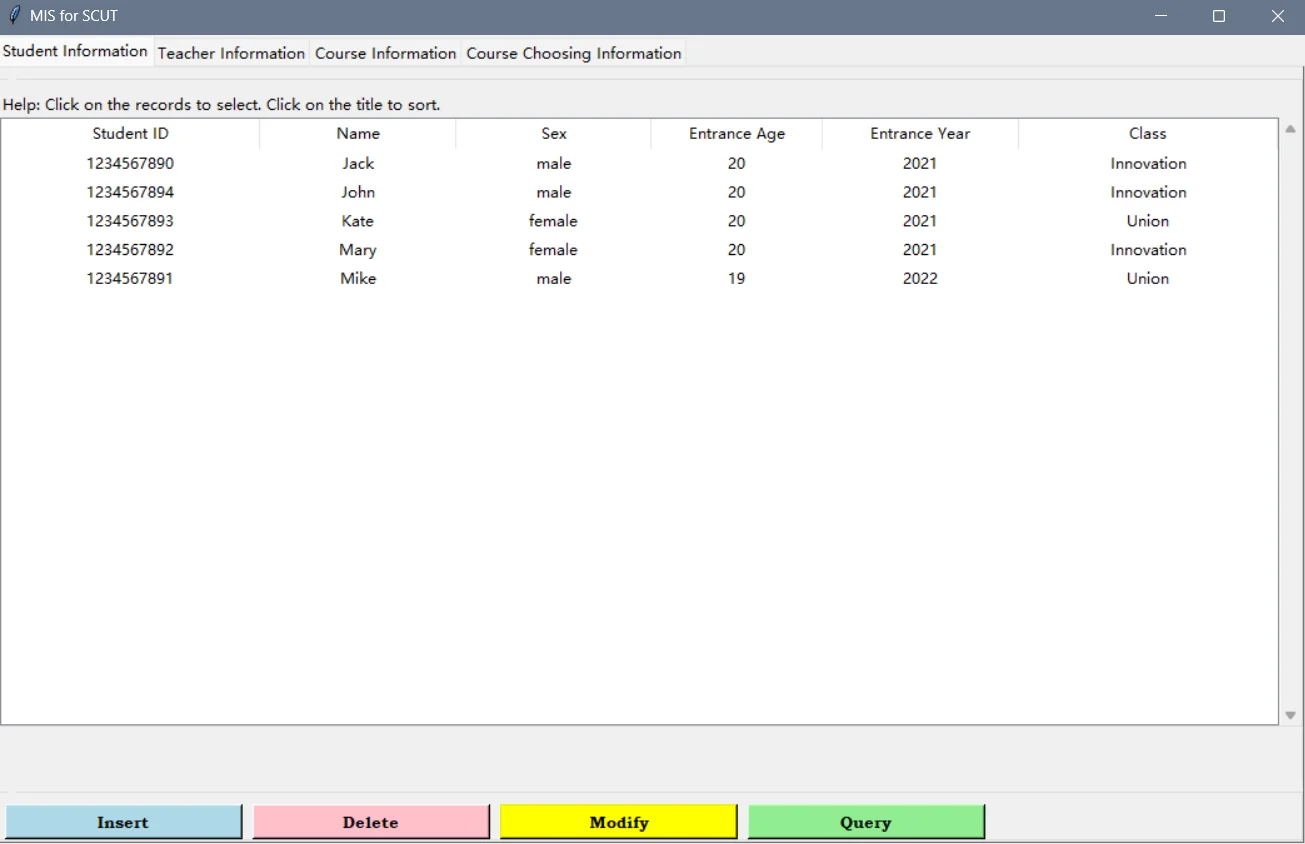 MIS for SCUT
Student Information Teacher Information Course Information Course Choosing Information
Help: Click on the records to select. Click on the title to sort.
Student ID Name Sex Entrance Age Entrance Year Class
1234567890 Jack male 20 2021 Innovation
1234567894 John male 20 2021 Innovation
1234567893 Kate female 20 2021 Union
1234567892 Mary female 20 2021 Innovation
1234567891 Mike male 19 2022 Union
Insert Delete Modify Query